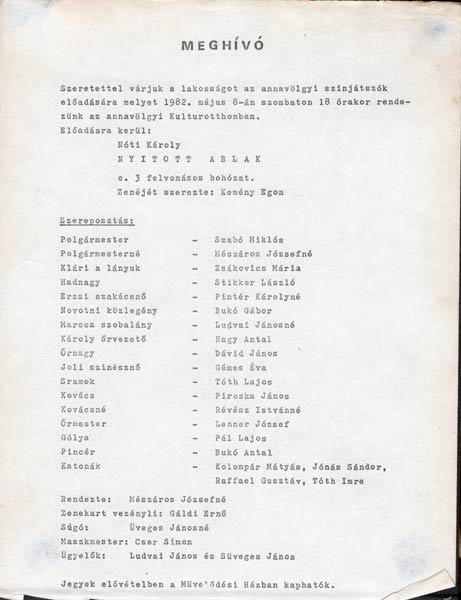 MEGHÍVÓ
Szeretettel várjuk a lakosságot az annavölgyi szinjátszók
előadására melyet 1982. május 8-án szombaton 18 órakor rende-
zünk az annavölgyi Kulturotthonban.
Előadásra kerül:
Nóti Károly
NYITOTT ABLAK
c. 3 felvonásos bohózat.
Zenéjét szerezte: Kemény Egon
Szereposztás:
Polgármester – Szabó Miklós
Polgármesterné – Mészáros Józsefné
Klári a lányuk – Zsákovics Mária
Hadnagy – Stikker László
Erzsi szakácsnő – Pintér Károlyné
Novotni közlegény – Bukó Gábor
Marcsa szobalány – Ludvai Jánosné
Károly őrvezető – Nagy Antal
Őrnagy – Dávid János
Joli szinésznő – Gémes Éva
Sramek – Tóth Lajos
Kovács – Piroska János
Kovácsné – Révész Istvánné
Őrmester – Lenner József
Gólya – Pál Lajos
Pincér – Bukó Antal
Katonák – Kolompár Mátyás, Jónás Sándor,
Raffael Gusztáv, Tóth Imre
Rendezte: Mészáros Józsefné
Zenekart vezényli: Gáldi Ernő
Súgó: Üveges Jánosné
Maszkmester: Cser Simon
Ügyelők: Ludvai János és Süveges János
Jegyek elővételben a Művelődési Házban kaphatók.